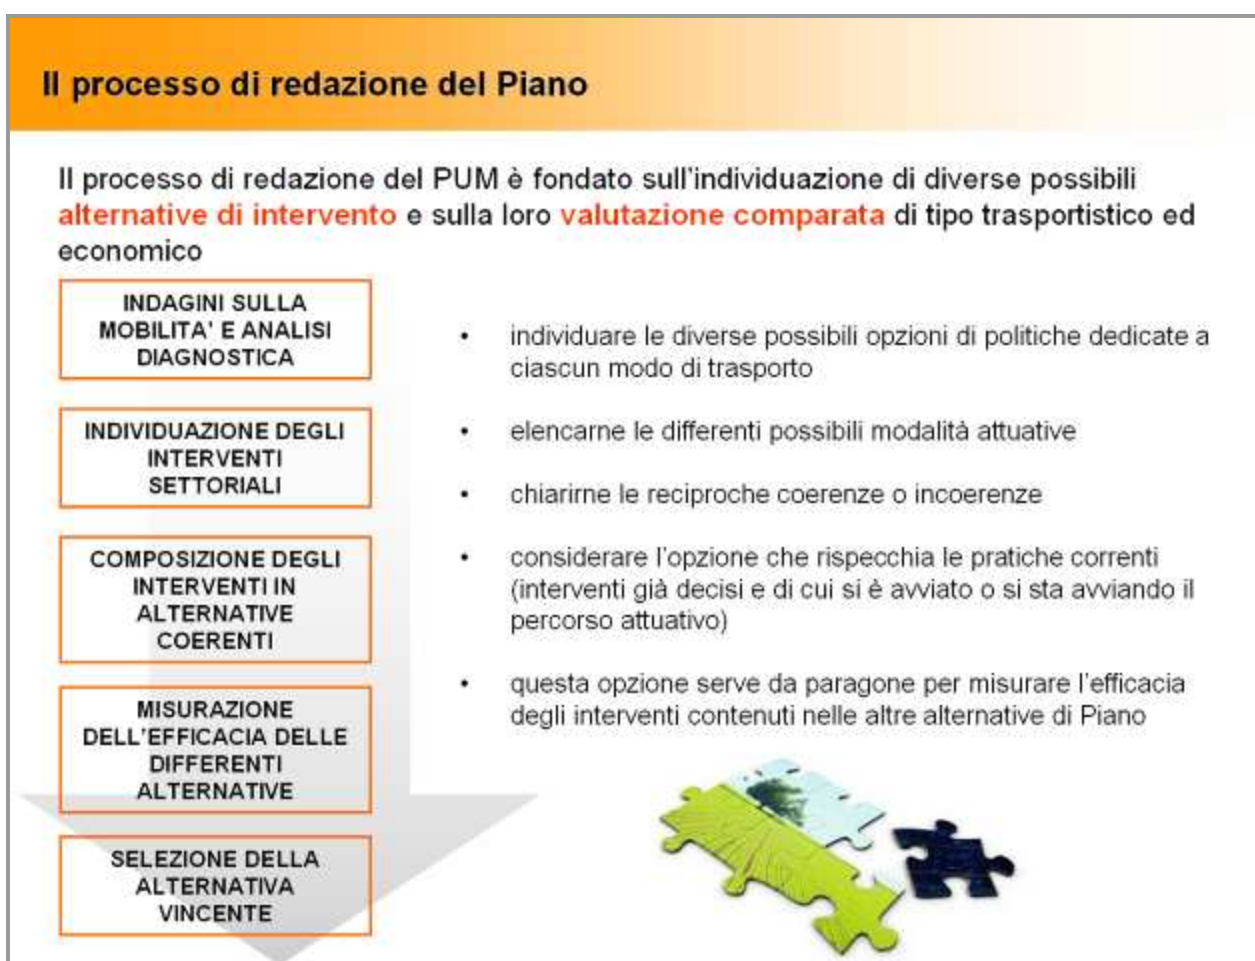 Il processo di redazione del Piano
Il processo di redazione del PUM è fondato sull'individuazione di diverse possibili
alternative di intervento e sulla loro valutazione comparata di tipo trasportistico ed
economico
INDAGINI SULLA
MOBILITA' E ANALISI
DIAGNOSTICA
INDIVIDUAZIONE DEGLI
INTERVENTI
SETTORIALI
COMPOSIZIONE DEGLI
INTERVENTI IN
ALTERNATIVE
COERENTI
MISURAZIONE
DELL'EFFICACIA DELLE
DIFFERENTI
ALTERNATIVE
SELEZIONE DELLA
ALTERNATIVA
VINCENTE
• individuare le diverse possibili opzioni di politiche dedicate a
ciascun modo di trasporto
• elencarne le differenti possibili modalità attuative
• chiarirne le reciproche coerenze o incoerenze
• considerare l'opzione che rispecchia le pratiche correnti
(interventi già decisi e di cui si è avviato o si sta avviando il
percorso attuativo)
• questa opzione serve da paragone per misurare l'efficacia
degli interventi contenuti nelle altre alternative di Piano